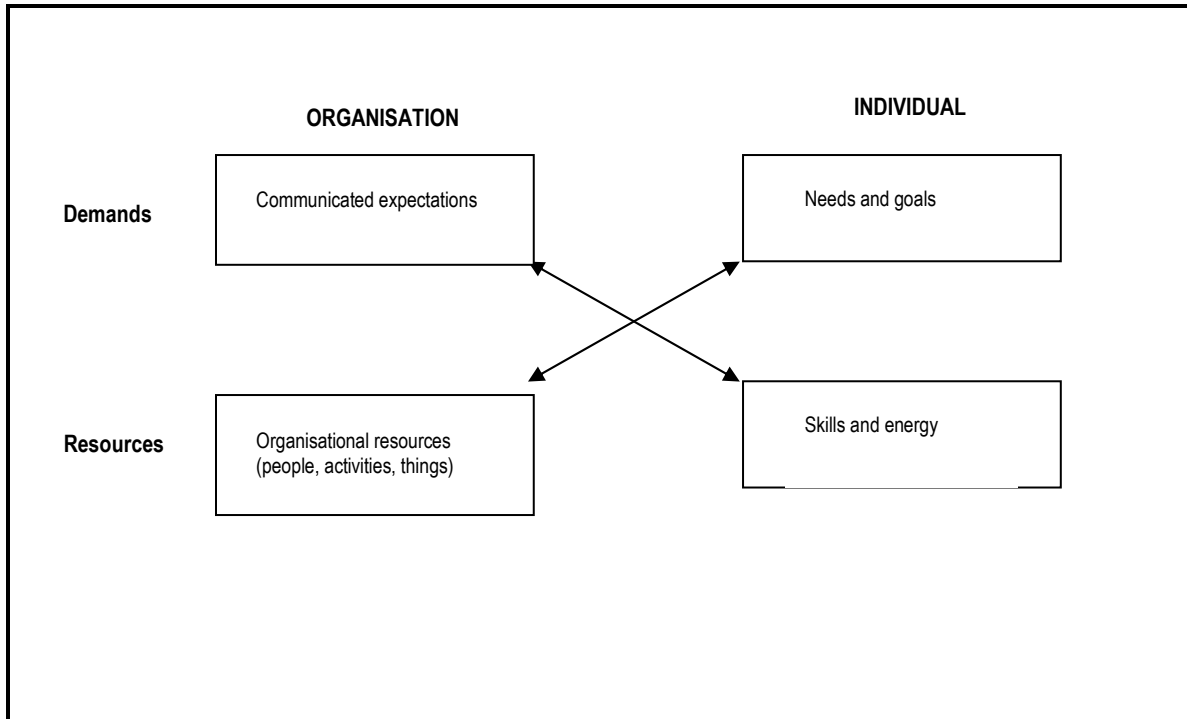 ORGANISATION
INDIVIDUAL
Demands
Communicated expectations
Needs and goals
Resources
Organisational resources
(people, activities, things)
Skills and energy